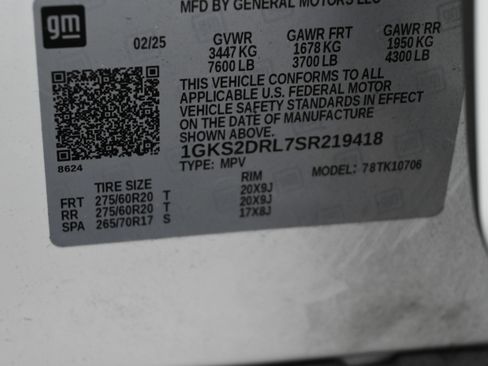 MFD BY GENERAL MOTORS LLC
gm
02/25 GVWR GAWR FRT GAWR RR
3447 KG 1678 KG 1950 KG
7600 LB 3700 LB 4300 LB
THIS VEHICLE CONFORMS TO ALL
APPLICABLE U.S. FEDERAL MOTOR
VEHICLE SAFETY STANDARDS IN EFFECT
ON THE DATE OF MANUFACTURE
SHOWN ABOVE.
1GKS2DRL7SR219418
8624 TYPE: MPV MODEL: 78TK10706
TIRE SIZE RIM
FRT 275/60R20 T 20X9J
RR 275/60R20 T 20X9J
SPA 265/70R17 S 17X8J